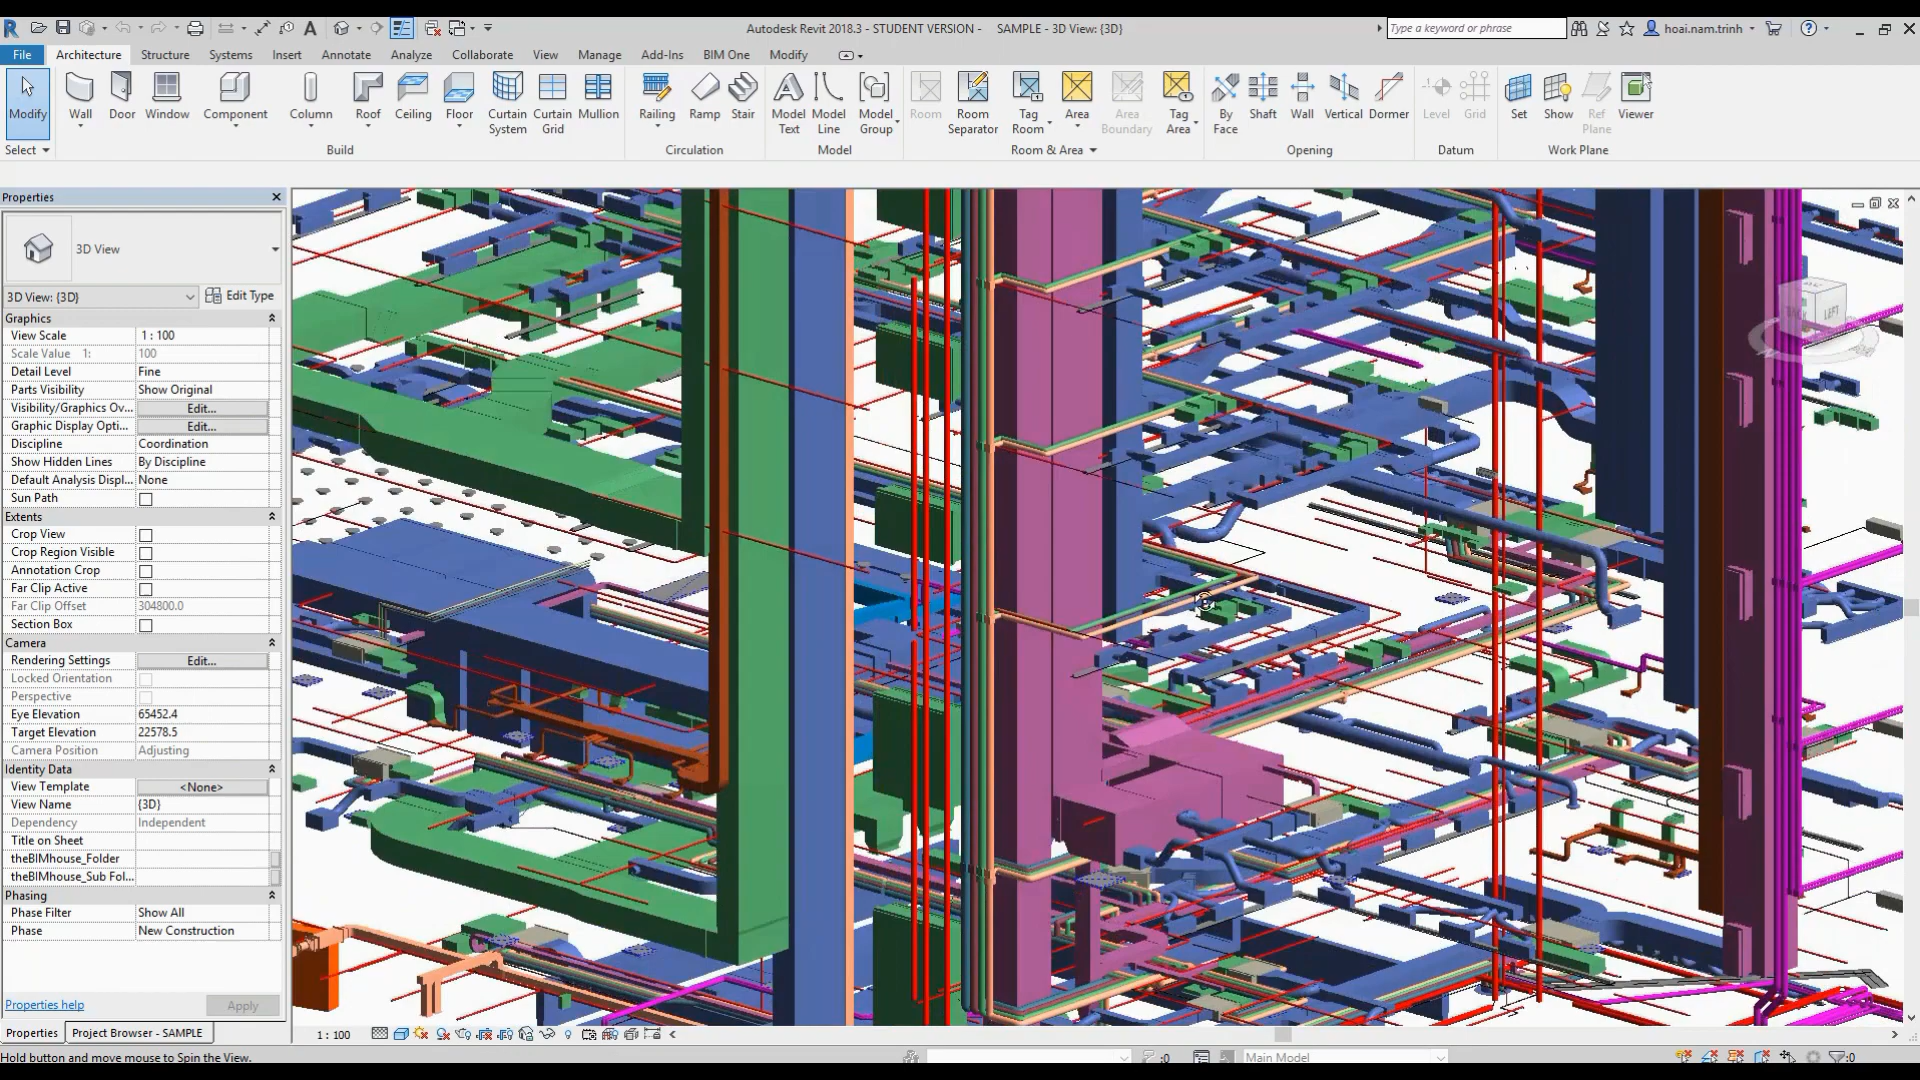 Autodesk Revit 2018.3 - STUDENT VERSION - SAMPLE - 3D View: {3D}
Type a keyword or phrase
hoai.nam.trinh
File Architecture Structure Systems Insert Annotate Analyze Collaborate View Manage Add-Ins BIM One Modify
Modify Wall Door Window Component Column Roof Ceiling Floor Curtain System Curtain Grid Mullion Railing Ramp Stair Model Text Model Line Model Group Room Room Separator Tag Room Area Area Boundary Tag Area By Face Shaft Wall Vertical Dormer Level Grid Set Show Ref Plane Viewer
Select Build Circulation Model Room & Area Opening Datum Work Plane
Properties
3D View
3D View: {3D} Edit Type
Graphics
View Scale 1 : 100
Scale Value 1: 100
Detail Level Fine
Parts Visibility Show Original
Visibility/Graphics Ov... Edit...
Graphic Display Opti... Edit...
Discipline Coordination
Show Hidden Lines By Discipline
Default Analysis Displ... None
Sun Path
Extents
Crop View
Crop Region Visible
Annotation Crop
Far Clip Active
Far Clip Offset 304800.0
Section Box
Camera
Rendering Settings Edit...
Locked Orientation
Perspective
Eye Elevation 65452.4
Target Elevation 22578.5
Camera Position Adjusting
Identity Data
View Template <None>
View Name {3D}
Dependency Independent
Title on Sheet
theBIMhouse_Folder
theBIMhouse_Sub Fol...
Phasing
Phase Filter Show All
Phase New Construction
Properties help Apply
Properties Project Browser - SAMPLE
1 : 100
Hold button and move mouse to Spin the View.
:0
Main Model
:0
LEFT
BACK